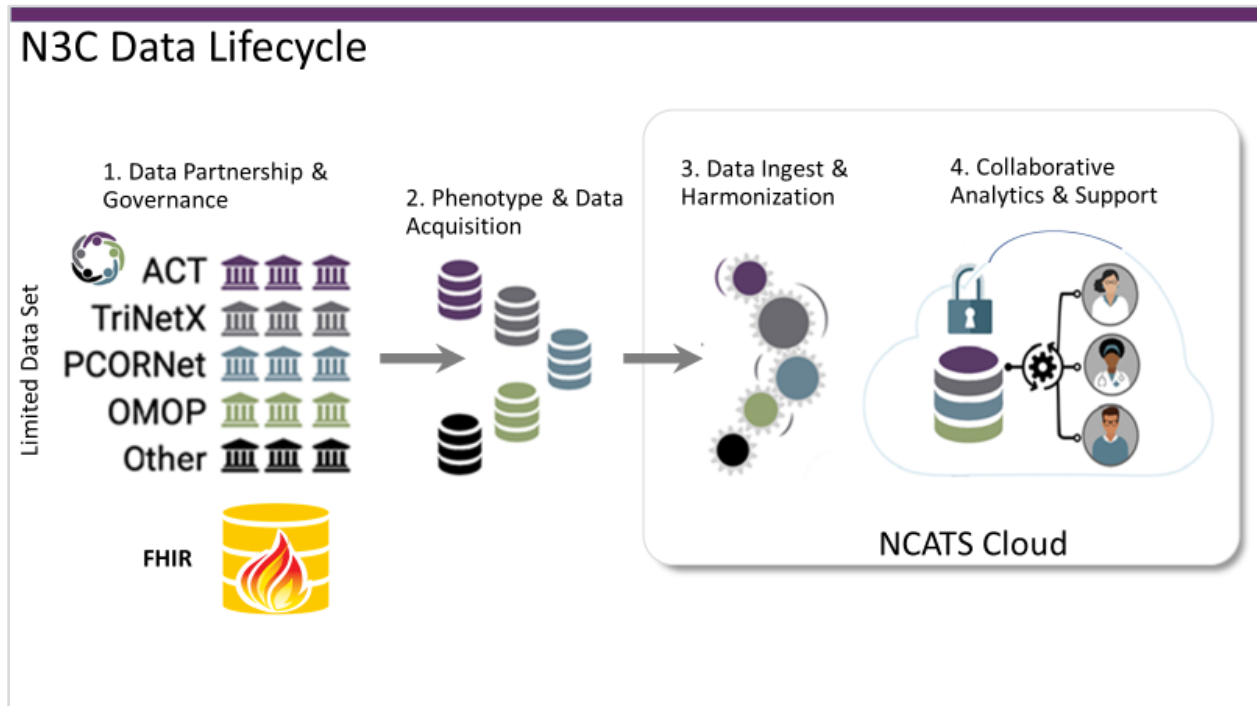 N3C Data Lifecycle
1. Data Partnership &
Governance
2. Phenotype & Data
Acquisition
3. Data Ingest &
Harmonization
4. Collaborative
Analytics & Support
Limited Data Set
ACT
TriNetX
PCORNet
OMOP
Other
FHIR
NCATS Cloud